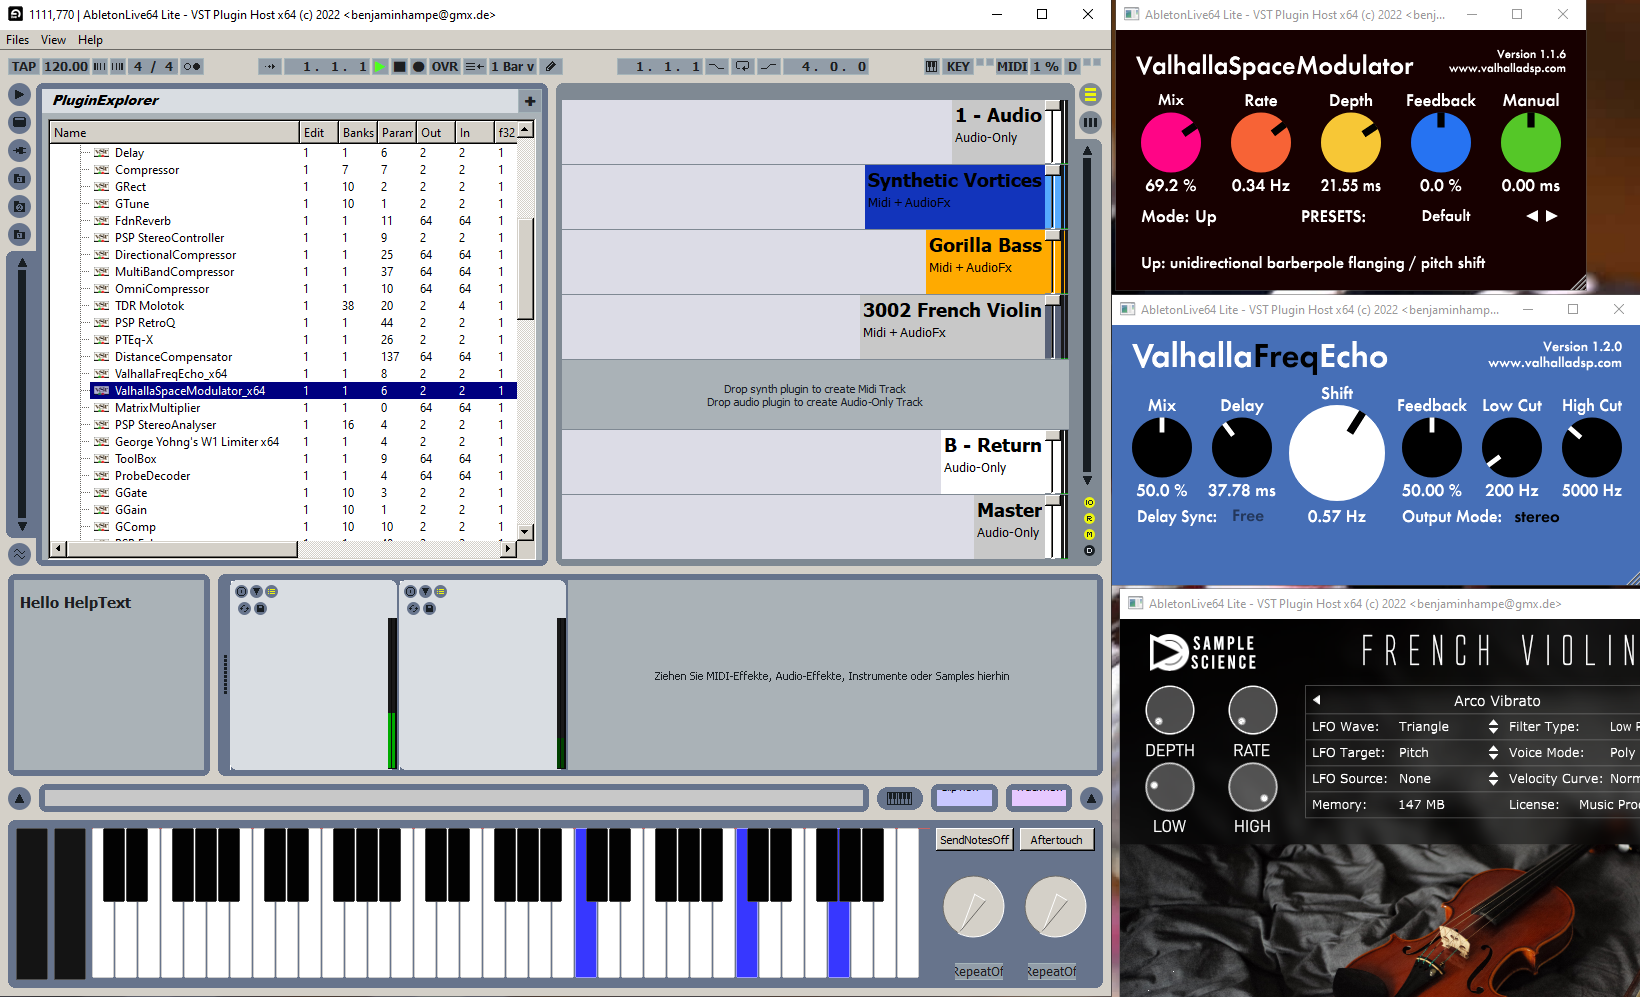 1111,770 | AbletonLive64 Lite - VST Plugin Host x64 (c) 2022 <benjaminhampe@gmx.de>
Files View Help
TAP 120.00 4 / 4 1. 1. 1 OVR 1 Bar v 1. 1. 1 4. 0. 0 KEY MIDI 1 % D
PluginExplorer
Name Edit Banks Param Out In f32
Delay 1 1 6 2 2 1
Compressor 1 7 7 2 2 1
GRect 1 10 2 2 2 1
GTune 1 10 1 2 2 1
FdnReverb 1 1 11 64 64 1
PSP StereoController 1 1 9 2 2 1
DirectionalCompressor 1 1 25 64 64 1
MultiBandCompressor 1 1 37 64 64 1
OmniCompressor 1 1 10 64 64 1
TDR Molotok 1 38 20 2 4 1
PSP RetroQ 1 1 44 2 2 1
PTEq-X 1 1 26 2 2 1
DistanceCompensator 1 1 137 64 64 1
ValhallaFreqEcho_x64 1 1 8 2 2 1
ValhallaSpaceModulator_x64 1 1 6 2 2 1
MatrixMultiplier 1 1 0 64 64 1
PSP StereoAnalyser 1 16 4 2 2 1
George Yohng's W1 Limiter x64 1 1 4 2 2 1
ToolBox 1 1 9 64 64 1
ProbeDecoder 1 1 4 64 64 1
GGate 1 10 3 2 2 1
GGain 1 10 1 2 2 1
GComp 1 10 10 2 2 1
1 - Audio
Audio-Only
Synthetic Vortices
Midi + AudioFx
Gorilla Bass
Midi + AudioFx
3002 French Violin
Midi + AudioFx
Drop synth plugin to create Midi Track
Drop audio plugin to create Audio-Only Track
B - Return
Audio-Only
Master
Audio-Only
IO
R
M
D
Hello HelpText
Ziehen Sie MIDI-Effekte, Audio-Effekte, Instrumente oder Samples hierhin
SendNotesOff Aftertouch
RepeatOf RepeatOf
AbletonLive64 Lite - VST Plugin Host x64 (c) 2022 <benj...
ValhallaSpaceModulator
Version 1.1.6
www.valhalladsp.com
Mix Rate Depth Feedback Manual
69.2 % 0.34 Hz 21.55 ms 0.0 % 0.00 ms
Mode: Up PRESETS: Default
Up: unidirectional barberpole flanging / pitch shift
AbletonLive64 Lite - VST Plugin Host x64 (c) 2022 <benjaminhamp...
ValhallaFreqEcho
Version 1.2.0
www.valhalladsp.com
Shift
Mix Delay Feedback Low Cut High Cut
50.0 % 37.78 ms 50.00 % 200 Hz 5000 Hz
Delay Sync: Free 0.57 Hz Output Mode: stereo
AbletonLive64 Lite - VST Plugin Host x64 (c) 2022 <benjaminhampe@gmx.de>
SAMPLE
SCIENCE
FRENCH VIOLIN
Arco Vibrato
LFO Wave: Triangle Filter Type: Low P
LFO Target: Pitch Voice Mode: Poly
LFO Source: None Velocity Curve: Norm
Memory: 147 MB License: Music Prod
DEPTH RATE
LOW HIGH